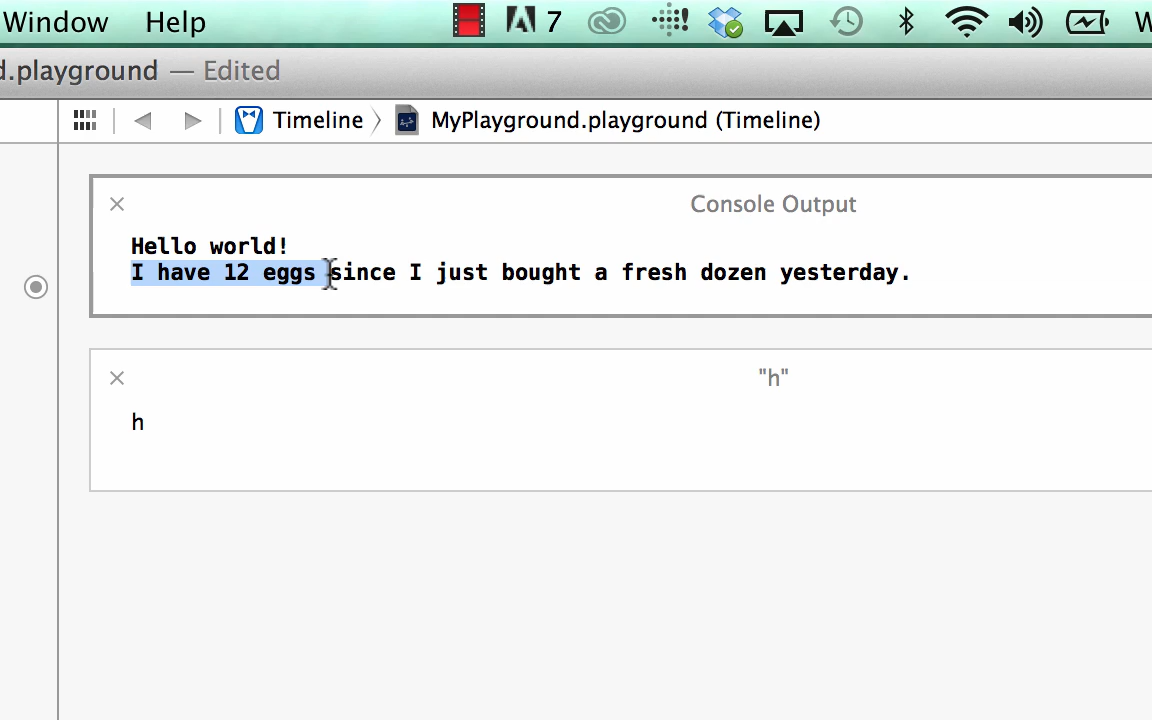 Window Help
7
W
d.playground — Edited
Timeline MyPlayground.playground (Timeline)
Console Output
Hello world!
I have 12 eggs since I just bought a fresh dozen yesterday.
"h"
h